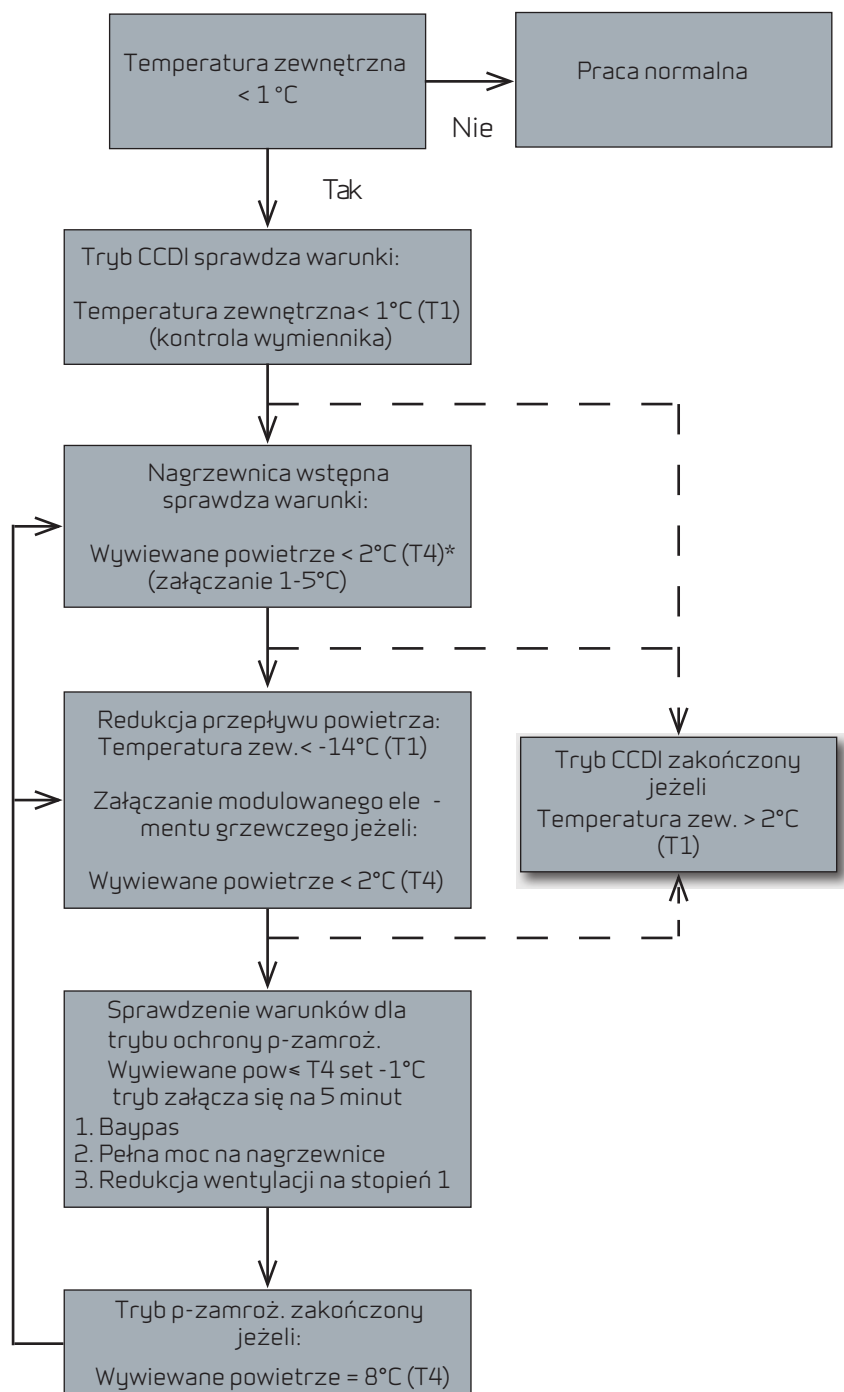 Temperatura zewnętrzna
< 1 °C
Praca normalna
Nie
Tak
Tryb CCDI sprawdza warunki:
Temperatura zewnętrzna< 1°C (T1)
(kontrola wymiennika)
Nagrzewnica wstępna
sprawdza warunki:
Wywiewane powietrze < 2°C (T4)*
(załączanie 1-5°C)
Redukcja przepływu powietrza:
Temperatura zew.< -14°C (T1)
Załączanie modulowanego ele -
mentu grzewczego jeżeli:
Wywiewane powietrze < 2°C (T4)
Tryb CCDI zakończony
jeżeli
Temperatura zew. > 2°C
(T1)
Sprawdzenie warunków dla
trybu ochrony p-zamroż.
Wywiewane pow≤ T4 set -1°C
tryb załącza się na 5 minut
1. Baypas
2. Pełna moc na nagrzewnice
3. Redukcja wentylacji na stopień 1
Tryb p-zamroż. zakończony
jeżeli:
Wywiewane powietrze = 8°C (T4)